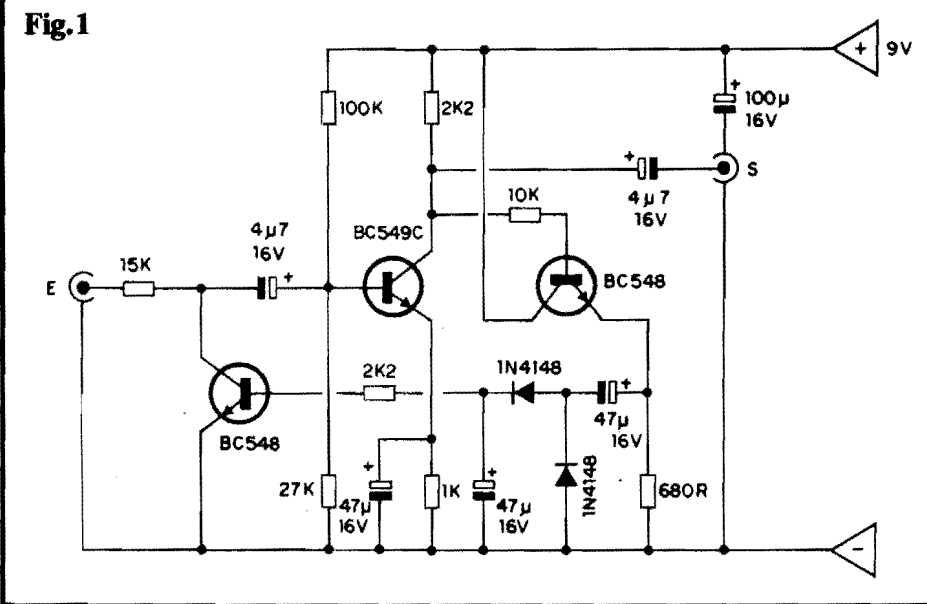 Fig.1
+
9V
100K
2K2
+
100µ
16V
+
S
4µ7
16V
10K
4µ7
16V
+
BC549C
BC548
E
15K
1N4148
2K2
+
47µ
16V
BC548
+
27K
47µ
16V
1K
+
47µ
16V
1N4148
680R
-